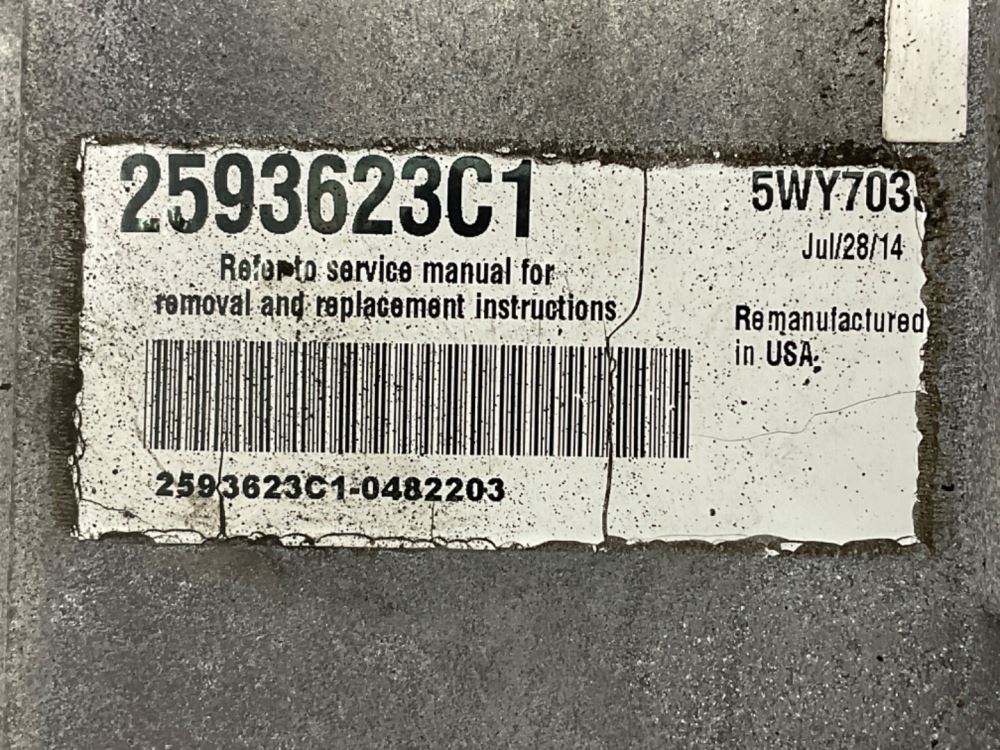 2593623C1
5WY703
Jul/28/14
Refer to service manual for
removal and replacement instructions
Remanufactured
in USA.
2593623C1-0482203